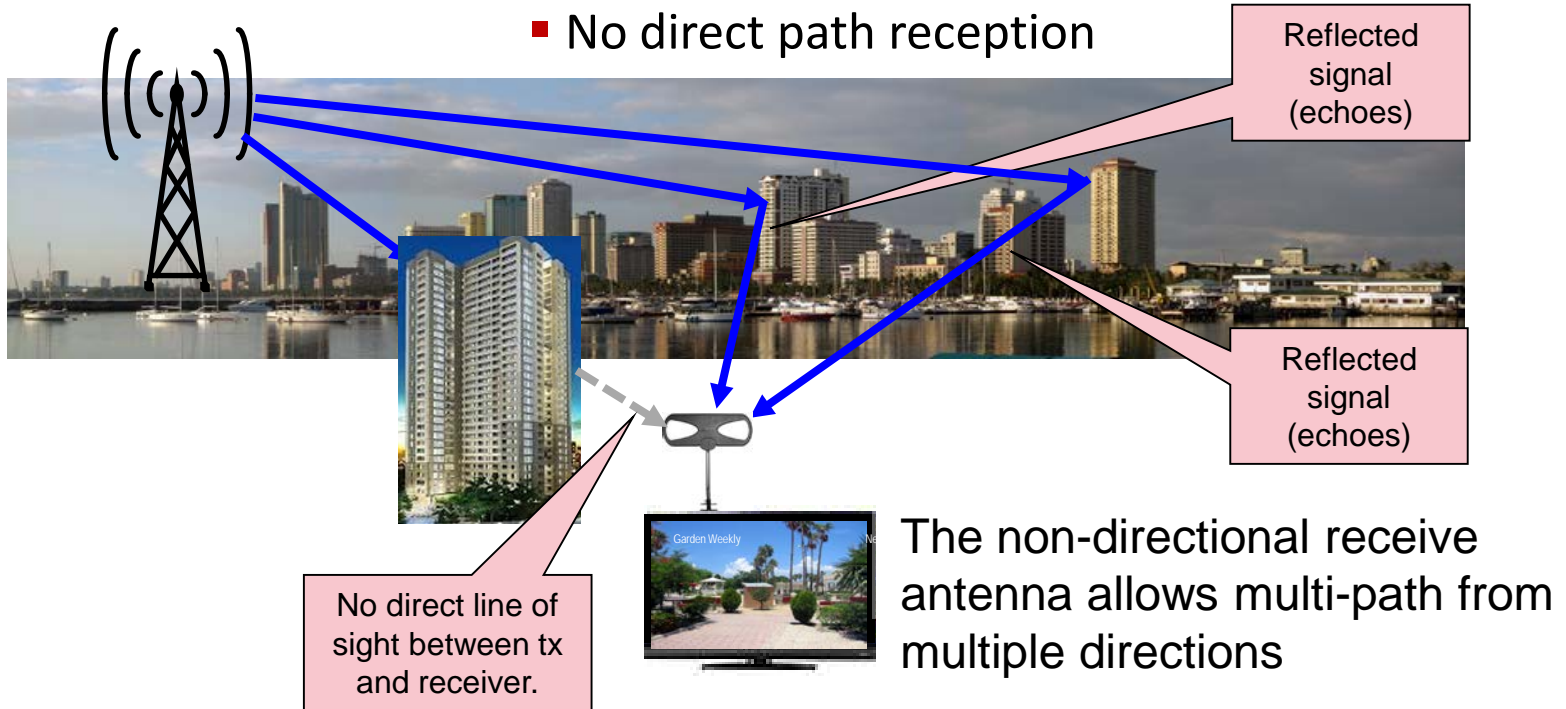 No direct path reception
Reflected
signal
(echoes)
Reflected
signal
(echoes)
No direct line of
sight between tx
and receiver.
Garden Weekly
Ne
The non-directional receive
antenna allows multi-path from
multiple directions